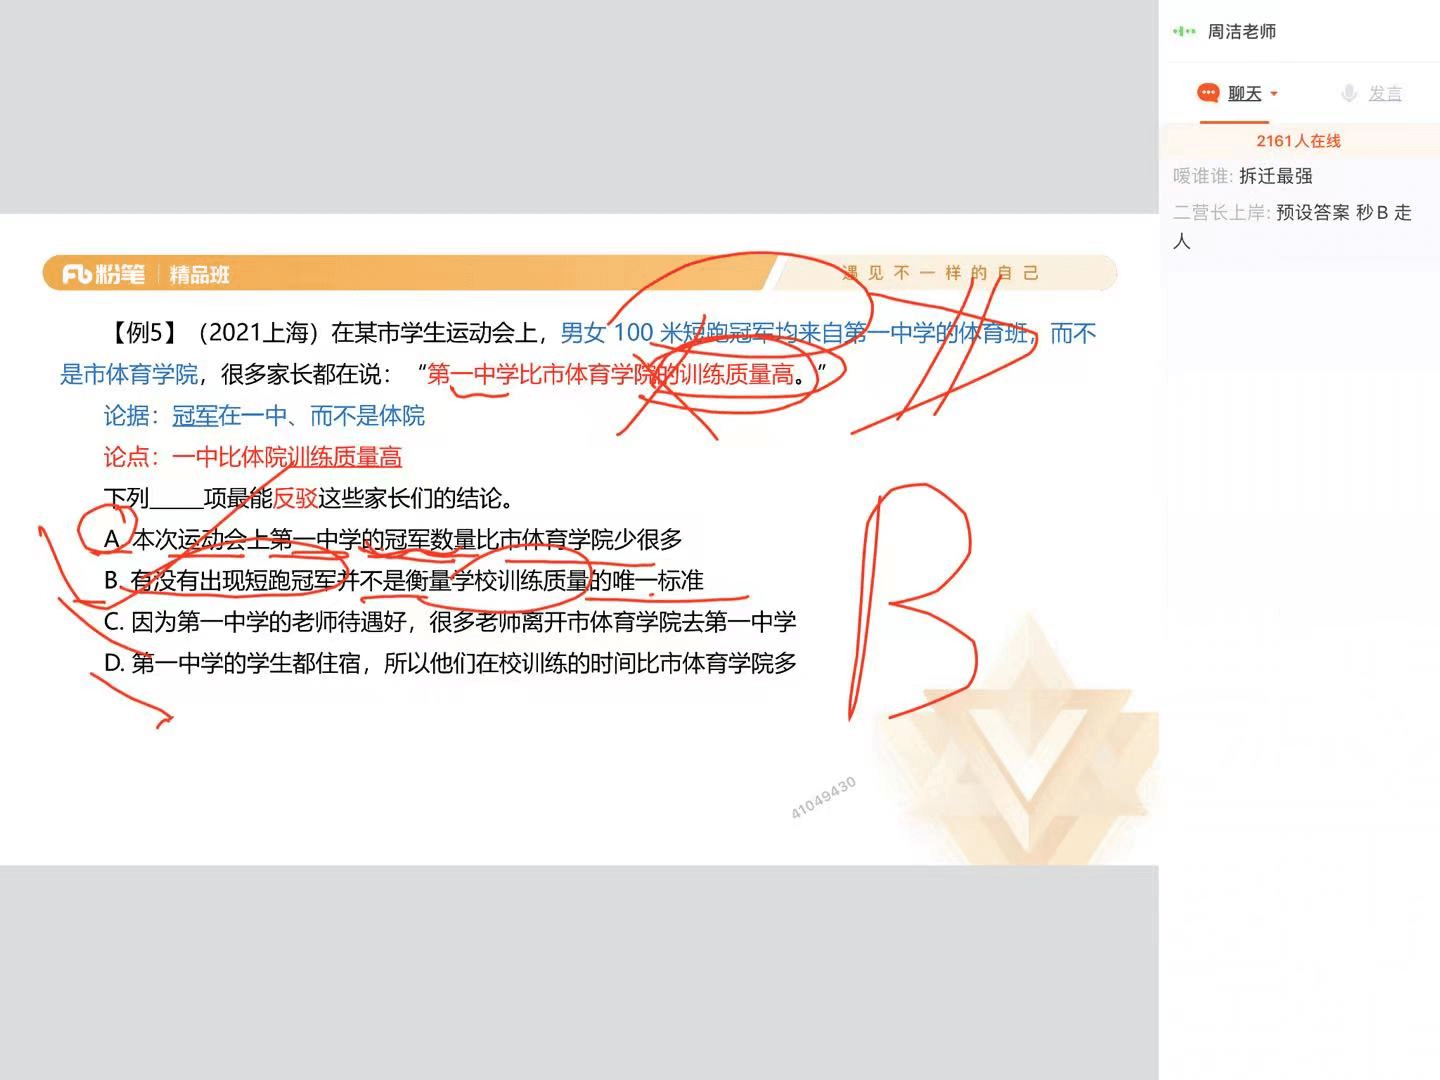 周洁老师
聊天
发言
2161人在线
嗳谁谁: 拆迁最强
二营长上岸: 预设答案 秒B 走
人
粉笔 | 精品班
遇见不一样的自己
【例5】（2021上海）在某市学生运动会上，男女 100 米短跑冠军均来自第一中学的体育班，而不
是市体育学院，很多家长都在说：“第一中学比市体育学院的训练质量高。”
论据：冠军在一中、而不是体院
论点：一中比体院训练质量高
下列_____项最能反驳这些家长们的结论。
A. 本次运动会上第一中学的冠军数量比市体育学院少很多
B. 有没有出现短跑冠军并不是衡量学校训练质量的唯一标准
C. 因为第一中学的老师待遇好，很多老师离开市体育学院去第一中学
D. 第一中学的学生都住宿，所以他们在校训练的时间比市体育学院多
B
41049430